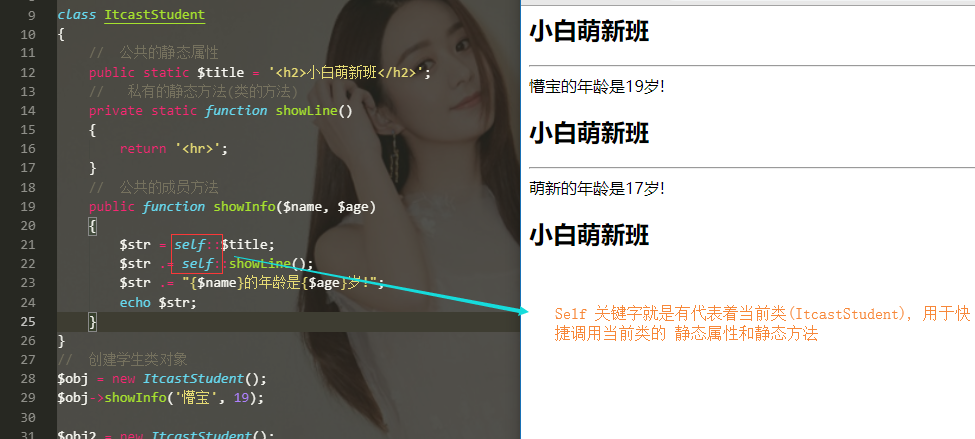 9 class ItcastStudent
10 {
11 // 公共的静态属性
12 public static $title = '<h2>小白萌新班</h2>';
13 // 私有的静态方法(类的方法)
14 private static function showLine()
15 {
16 return '<hr>';
17 }
18 // 公共的成员方法
19 public function showInfo($name, $age)
20 {
21 $str = self::$title;
22 $str .= self::showLine();
23 $str .= "{$name}的年龄是{$age}岁!";
24 echo $str;
25 }
26 }
27 // 创建学生类对象
28 $obj = new ItcastStudent();
29 $obj->showInfo('懵宝', 19);
30
31 $obj2 = new ItcastStudent();
小白萌新班
懵宝的年龄是19岁!
小白萌新班
萌新的年龄是17岁!
小白萌新班
Self 关键字就是有代表着当前类(ItcastStudent), 用于快
捷调用当前类的 静态属性和静态方法